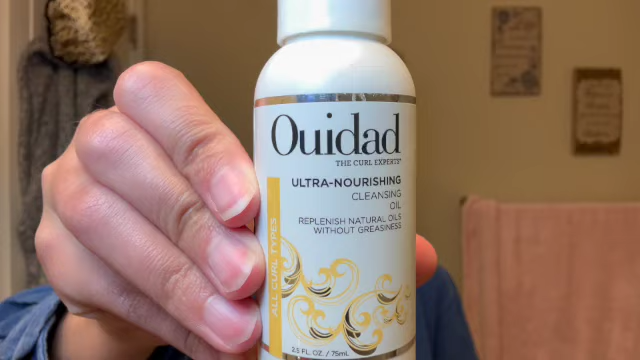 Ouidad
THE CURL EXPERTS®
ULTRA-NOURISHING
CLEANSING
OIL
REPLENISH NATURAL OILS
WITHOUT GREASINESS
ALL CURL TYPES
2.5 FL. OZ. / 75mL